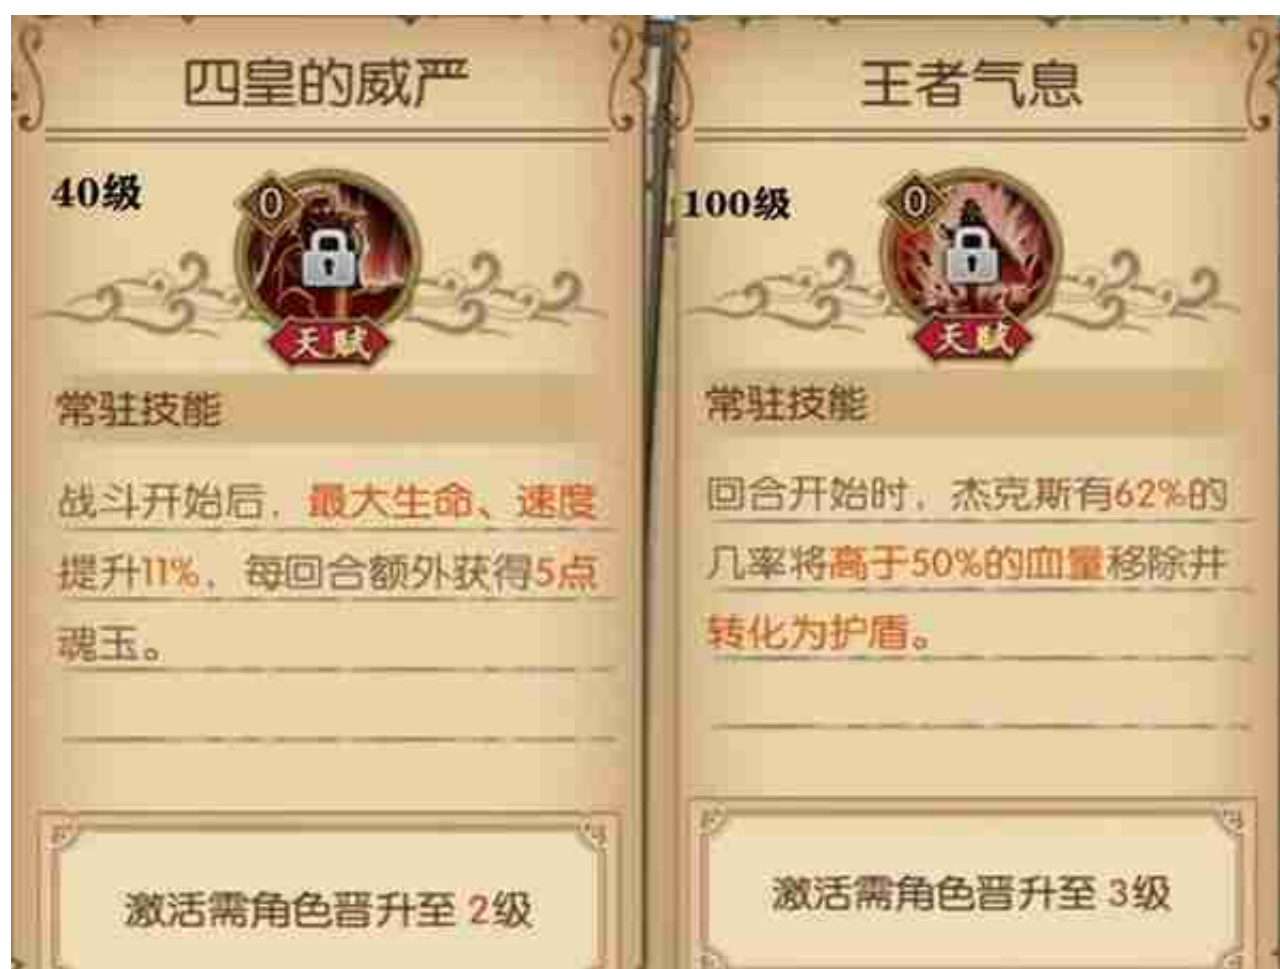 四皇的威严
40级
0
天赋
常驻技能
战斗开始后，最大生命、速度
提升11%，每回合额外获得5点
魂玉。
激活需角色晋升至 2级
王者气息
100级
0
天赋
常驻技能
回合开始时，杰克斯有62%的
几率将高于50%的血量移除并
转化为护盾。
激活需角色晋升至 3级